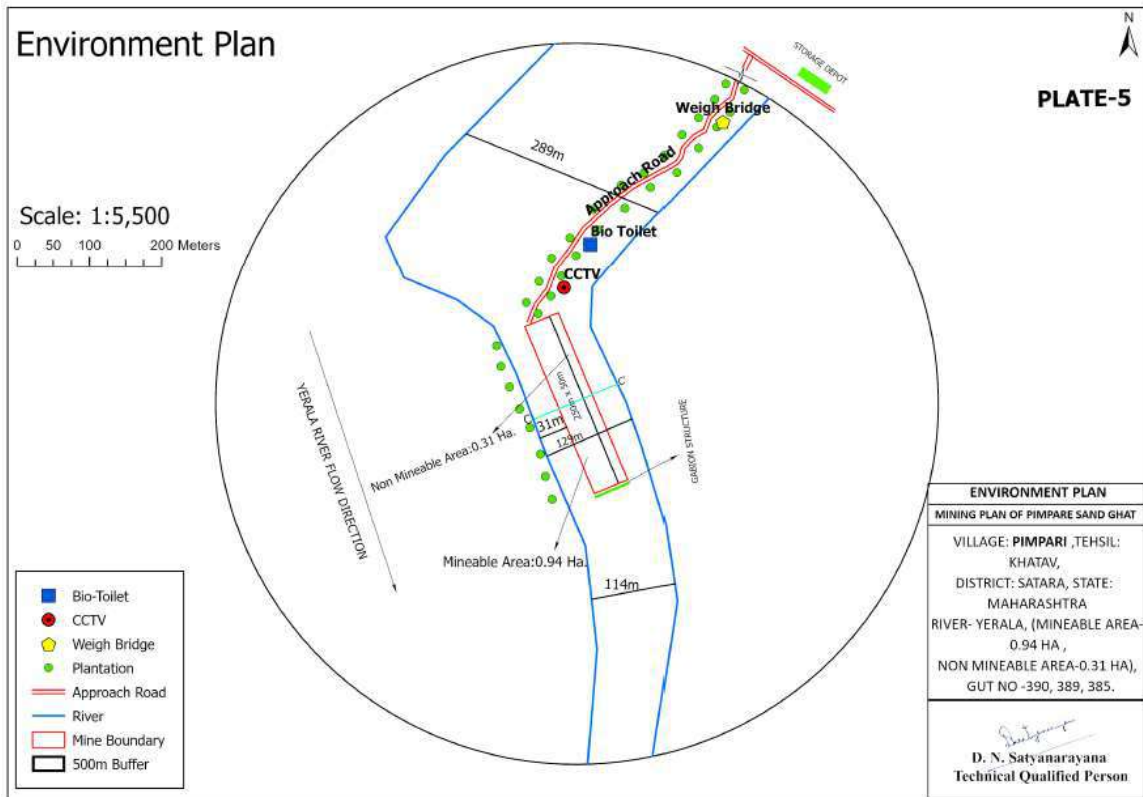 Environment Plan
N
PLATE-5
STORAGE DEPOT
Weigh Bridge
289m
Approach Road
Scale: 1:5,500
0 50 100 200 Meters
Bio Toilet
CCTV
250m x 50m
C
C'
31m
129m
YERALA RIVER FLOW DIRECTION
Non Mineable Area:0.31 Ha.
GABION STRUCTURE
Mineable Area:0.94 Ha.
114m
Bio-Toilet
CCTV
Weigh Bridge
Plantation
Approach Road
River
Mine Boundary
500m Buffer
ENVIRONMENT PLAN
MINING PLAN OF PIMPARE SAND GHAT
VILLAGE: PIMPARI ,TEHSIL:
KHATAV,
DISTRICT: SATARA, STATE:
MAHARASHTRA
RIVER- YERALA, (MINEABLE AREA-
0.94 HA ,
NON MINEABLE AREA-0.31 HA),
GUT NO -390, 389, 385.
D. N. Satyanarayana
Technical Qualified Person